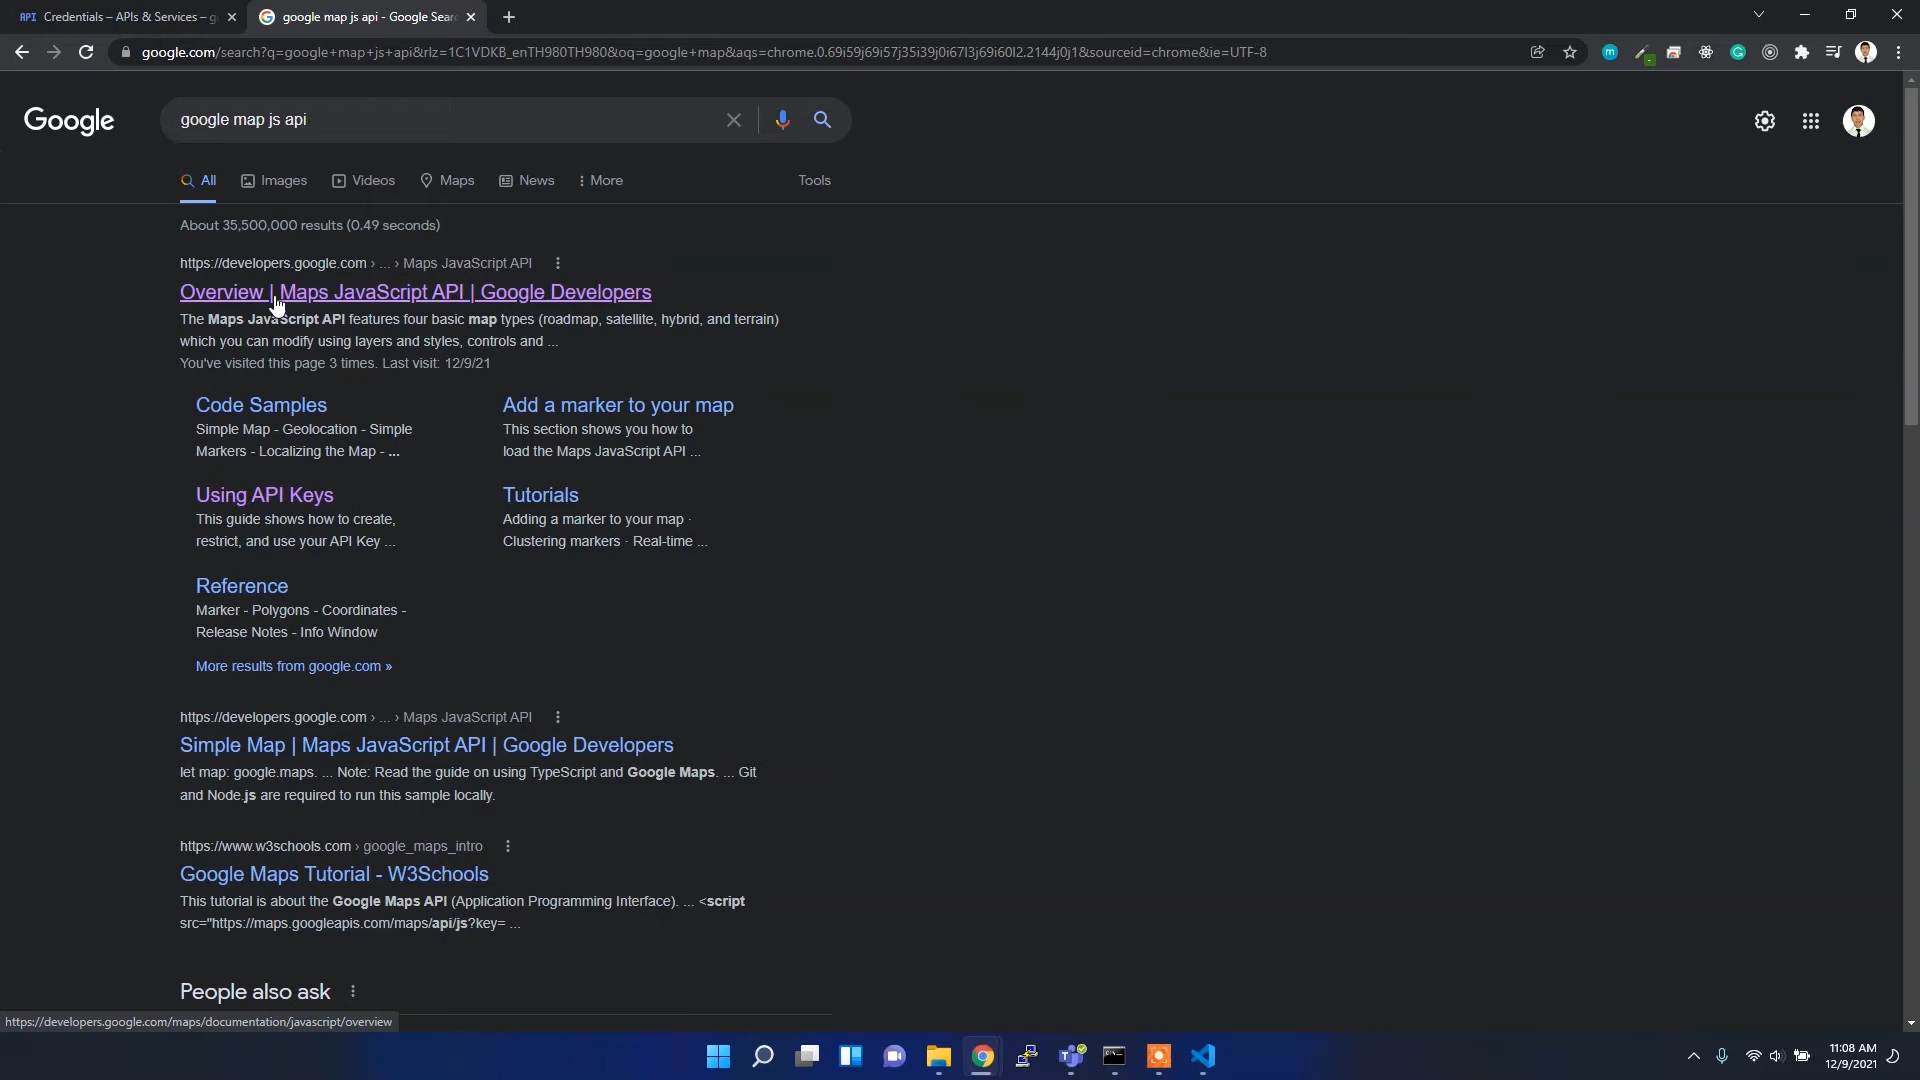 API Credentials – APIs & Services – g
google map js api - Google Sear
google.com/search?q=google+map+js+api&rlz=1C1VDKB_enTH980TH980&oq=google+map&aqs=chrome.0.69i59j69i57j35i39j0i67l3j69i60l2.2144j0j1&sourceid=chrome&ie=UTF-8
Google
google map js api
All
Images
Videos
Maps
News
More
Tools
About 35,500,000 results (0.49 seconds)
https://developers.google.com › ... › Maps JavaScript API
Overview | Maps JavaScript API | Google Developers
The Maps JavaScript API features four basic map types (roadmap, satellite, hybrid, and terrain)
which you can modify using layers and styles, controls and ...
You've visited this page 3 times. Last visit: 12/9/21
Code Samples
Simple Map - Geolocation - Simple
Markers - Localizing the Map - ...
Add a marker to your map
This section shows you how to
load the Maps JavaScript API ...
Using API Keys
This guide shows how to create,
restrict, and use your API Key ...
Tutorials
Adding a marker to your map ·
Clustering markers · Real-time ...
Reference
Marker - Polygons - Coordinates -
Release Notes - Info Window
More results from google.com »
https://developers.google.com › ... › Maps JavaScript API
Simple Map | Maps JavaScript API | Google Developers
let map: google.maps. ... Note: Read the guide on using TypeScript and Google Maps. ... Git
and Node.js are required to run this sample locally.
https://www.w3schools.com › google_maps_intro
Google Maps Tutorial - W3Schools
This tutorial is about the Google Maps API (Application Programming Interface). ... <script
src="https://maps.googleapis.com/maps/api/js?key= ...
People also ask
https://developers.google.com/maps/documentation/javascript/overview
11:08 AM
12/9/2021